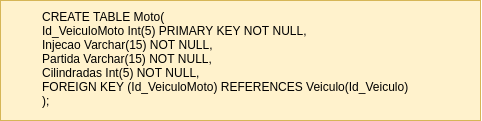 CREATE TABLE Moto(
Id_VeiculoMoto Int(5) PRIMARY KEY NOT NULL,
Injecao Varchar(15) NOT NULL,
Partida Varchar(15) NOT NULL,
Cilindradas Int(5) NOT NULL,
FOREIGN KEY (Id_VeiculoMoto) REFERENCES Veiculo(Id_Veiculo)
);